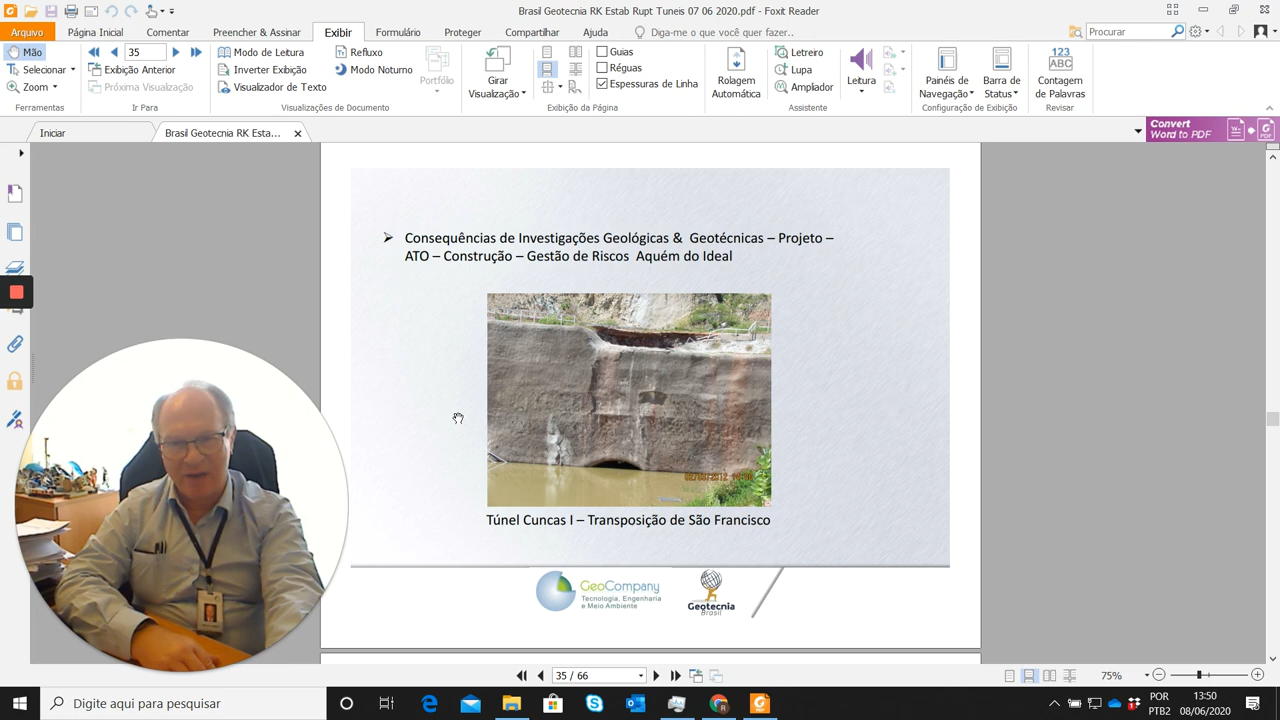 Brasil Geotecnia RK Estab Rupt Tuneis 07 06 2020.pdf - Foxit Reader
Arquivo Página Inicial Comentar Preencher & Assinar Exibir Formulário Proteger Compartilhar Ajuda Diga-me o que você quer fazer.. Procurar
Mão 35 Modo de Leitura Refluxo Guias Letreiro 123
Selecionar Exibição Anterior Inverter Exibição Modo Noturno Réguas Lupa ABC
Zoom Próxima Visualização Visualizador de Texto Portfólio Girar Visualização Espessuras de Linha Rolagem Automática Ampliador Leitura Painéis de Navegação Barra de Status Contagem de Palavras
Ferramentas Ir Para Visualizações de Documento Exibição da Página Assistente Configuração de Exibição Revisar
Iniciar Brasil Geotecnia RK Esta... Convert
Word to PDF
PDF
Consequências de Investigações Geológicas & Geotécnicas – Projeto –
ATO – Construção – Gestão de Riscos Aquém do Ideal
Túnel Cuncas I – Transposição de São Francisco
GeoCompany
Tecnologia, Engenharia
e Meio Ambiente
Geotecnia
Brasil
35 / 66 75%
Digite aqui para pesquisar
POR 13:50
PTB2 08/06/2020